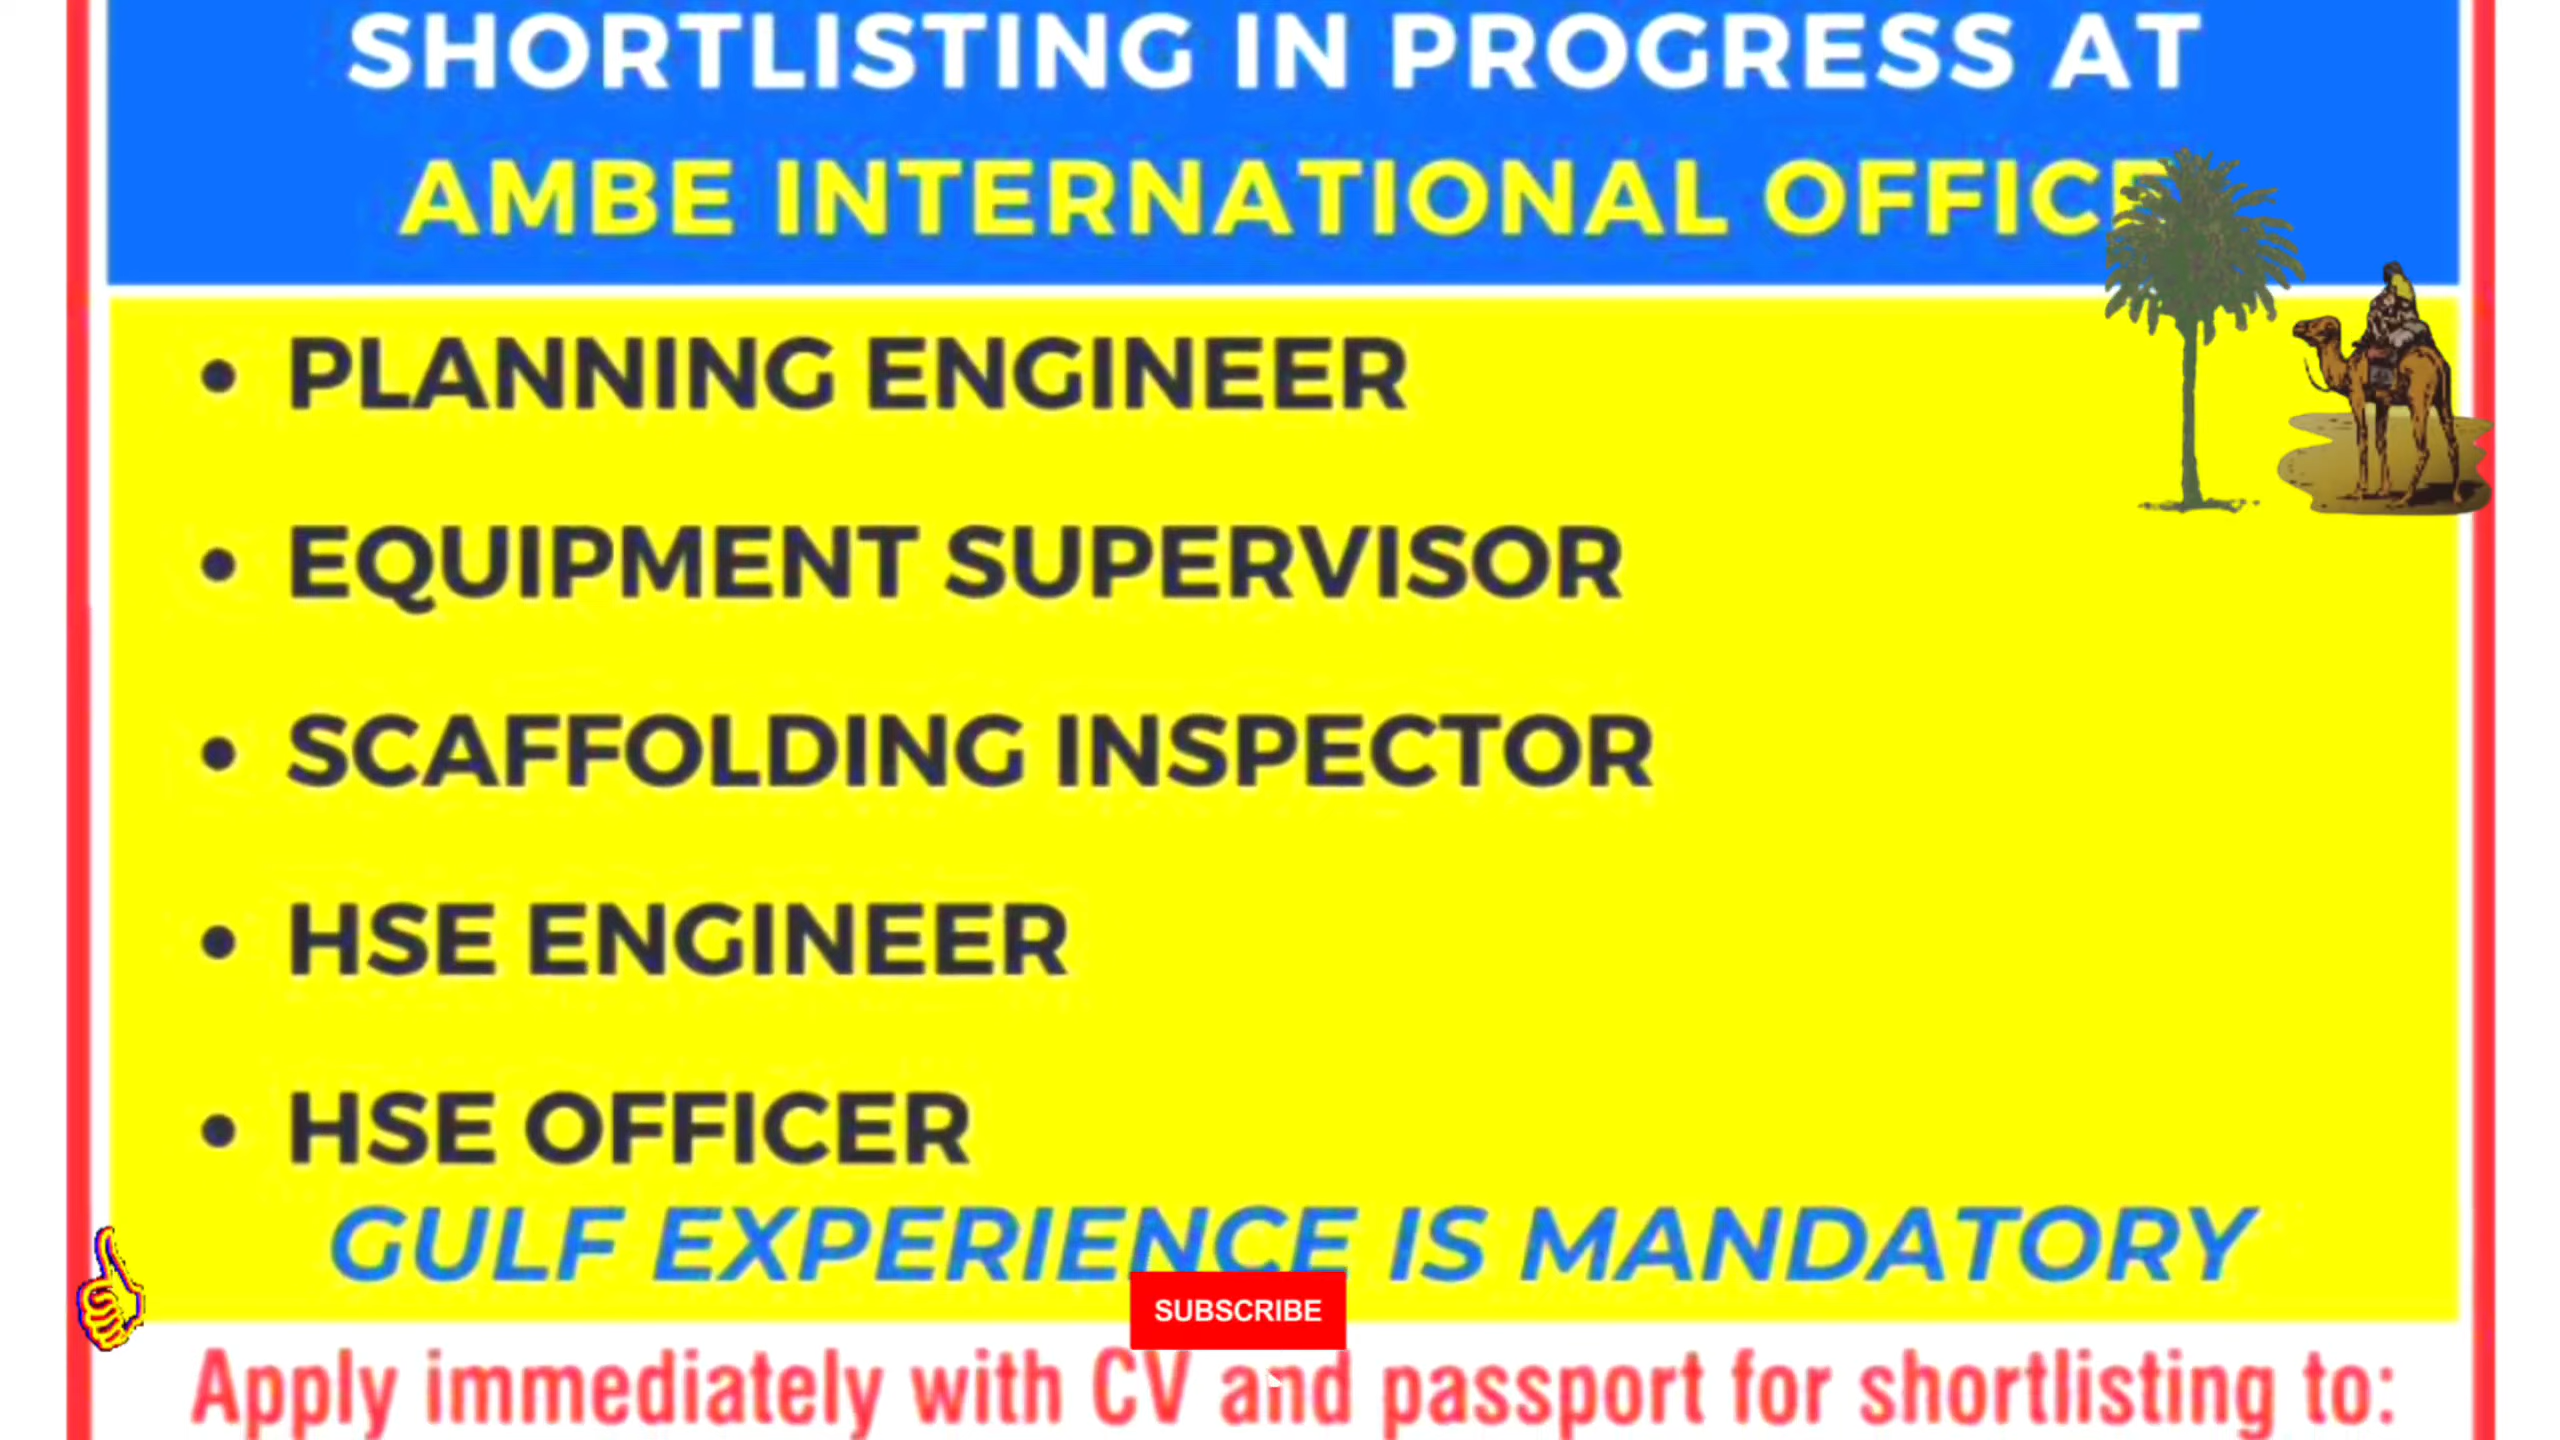 SHORTLISTING IN PROGRESS AT
AMBE INTERNATIONAL OFFICE
• PLANNING ENGINEER
• EQUIPMENT SUPERVISOR
• SCAFFOLDING INSPECTOR
• HSE ENGINEER
• HSE OFFICER
GULF EXPERIENCE IS MANDATORY
SUBSCRIBE
Apply immediately with CV and passport for shortlisting to: